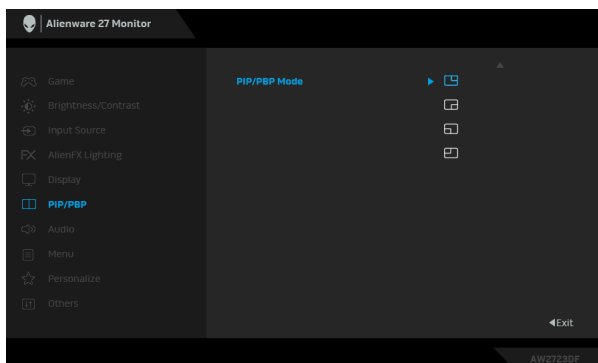 Alienware 27 Monitor
Game
PIP/PBP Mode
Brightness/Contrast
Input Source
FX AlienFX Lighting
Display
PIP/PBP
Audio
Menu
Personalize
Others
Exit
AW2723DF